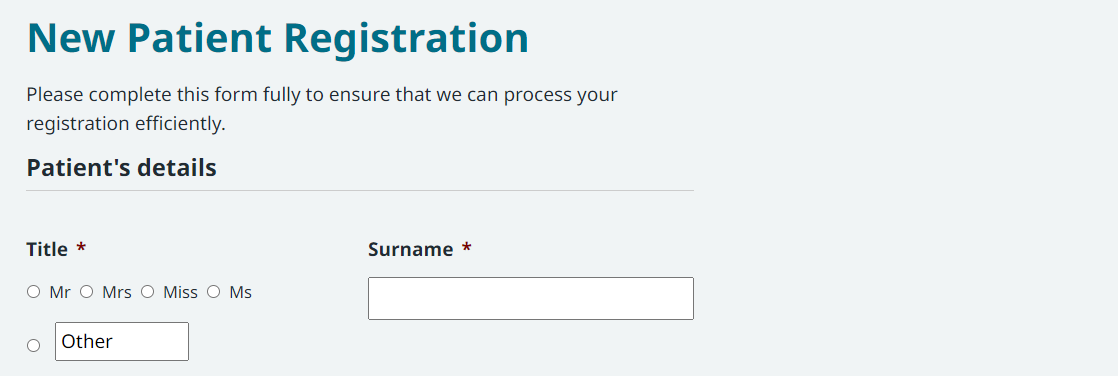 New Patient Registration
Please complete this form fully to ensure that we can process your
registration efficiently.
Patient's details
Title *
Surname *
Mr Mrs Miss Ms
Other